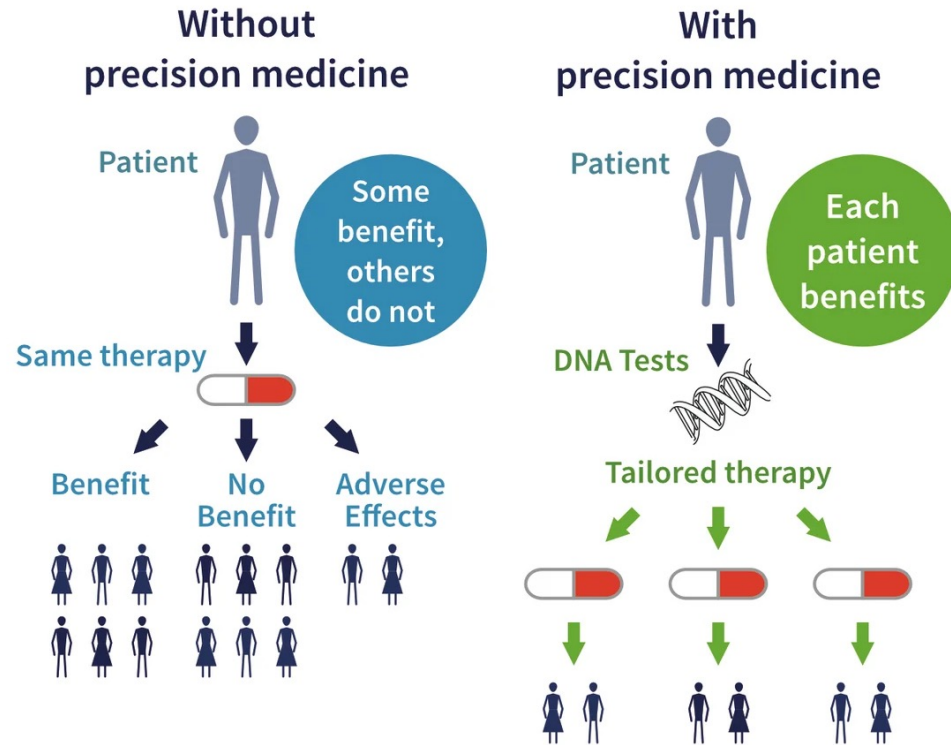 Without
precision medicine
Patient
Some
benefit,
others
do not
Same therapy
Benefit
No
Benefit
Adverse
Effects
With
precision medicine
Patient
Each
patient
benefits
DNA Tests
Tailored therapy